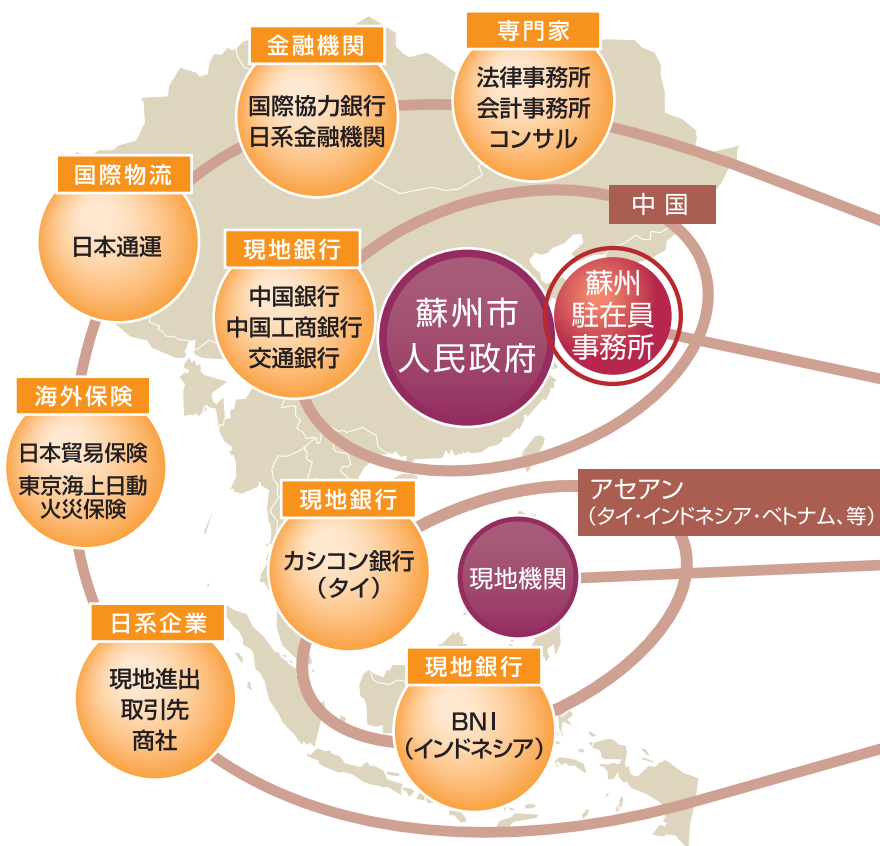 金融機関
国際協力銀行
日系金融機関
専門家
法律事務所
会計事務所
コンサル
国際物流
日本通運
中国
現地銀行
中国銀行
中国工商銀行
交通銀行
蘇州市
人民政府
蘇州
駐在員
事務所
海外保険
日本貿易保険
東京海上日動
火災保険
アセアン
（タイ・インドネシア・ベトナム、等）
現地銀行
カシコン銀行
（タイ）
現地機関
日系企業
現地進出
取引先
商社
現地銀行
BNI
（インドネシア）